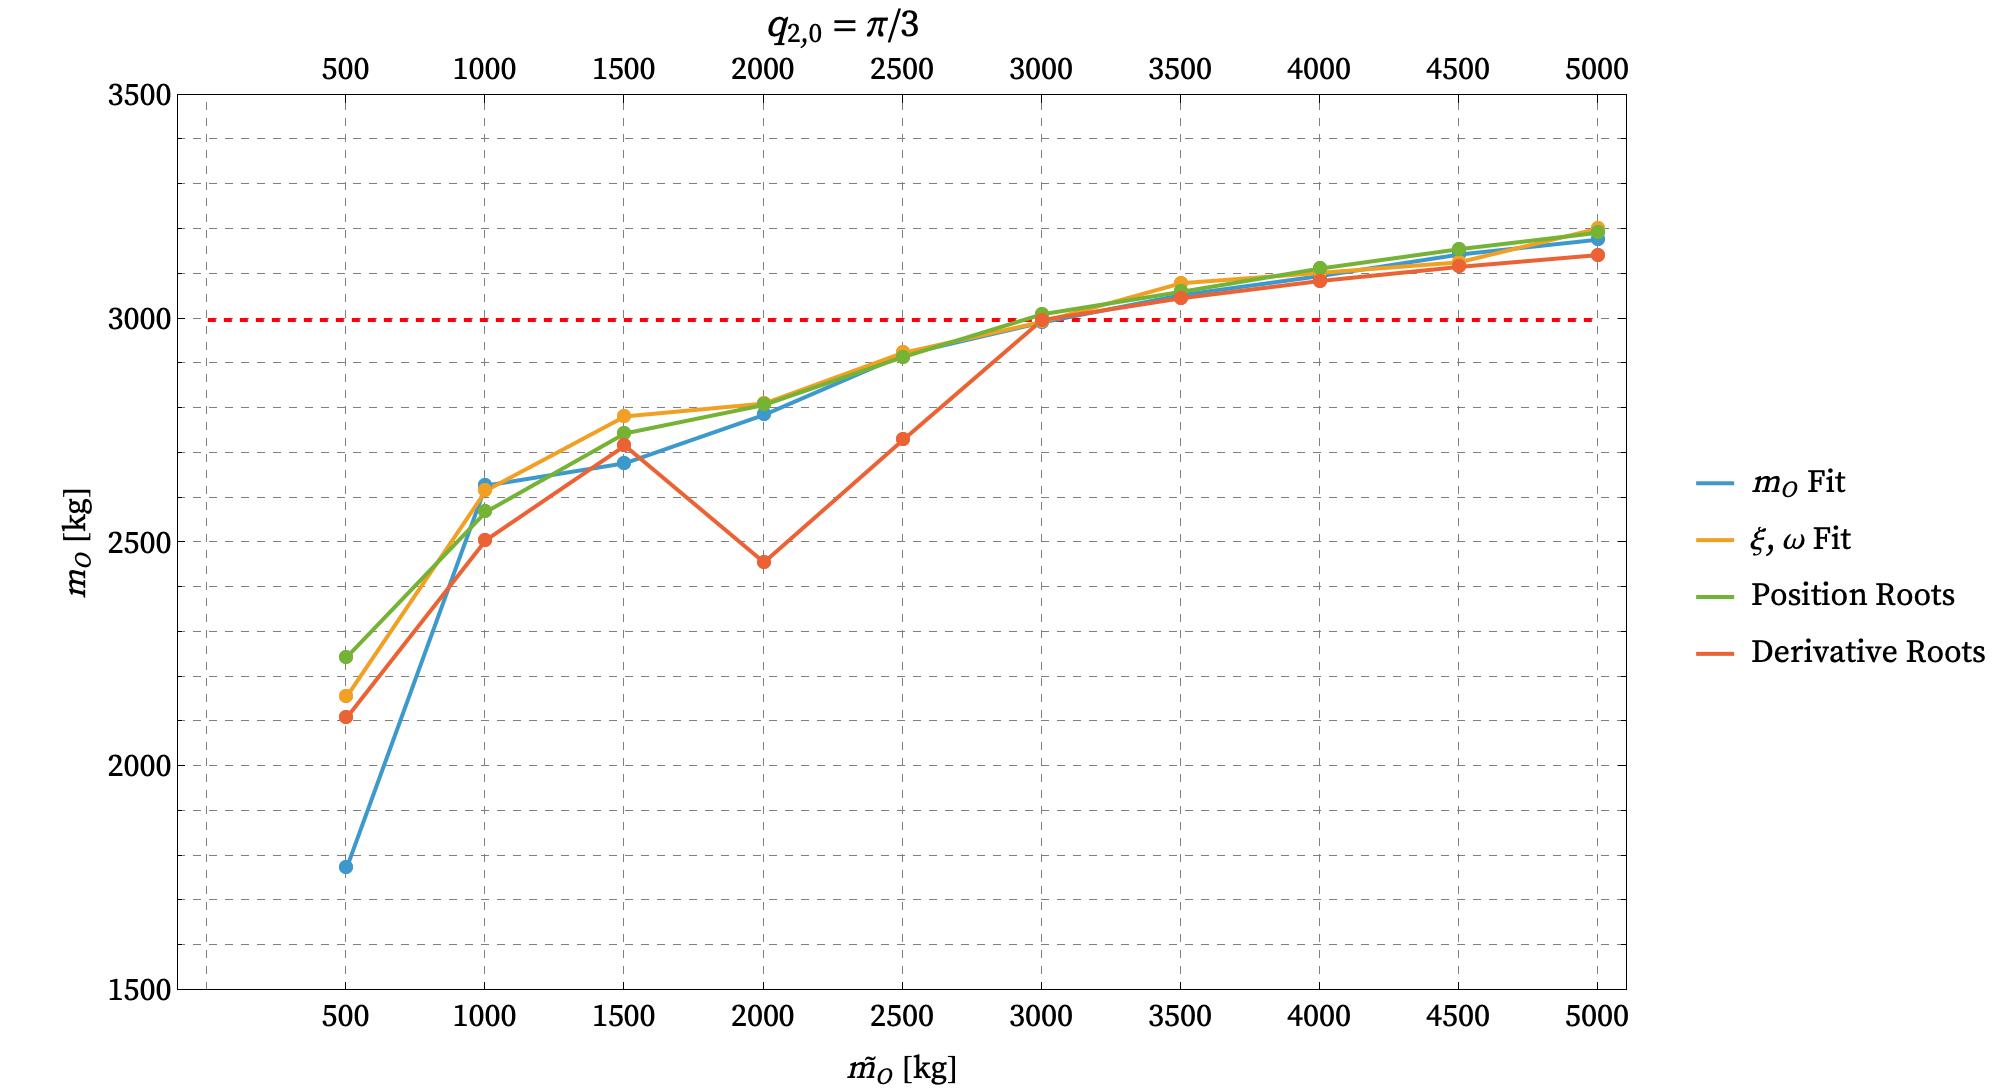 q2,0 = π/3
500 1000 1500 2000 2500 3000 3500 4000 4500 5000
3500
3000
2500
2000
1500
mO [kg]
500 1000 1500 2000 2500 3000 3500 4000 4500 5000
m̃O [kg]
mO Fit
ξ, ω Fit
Position Roots
Derivative Roots